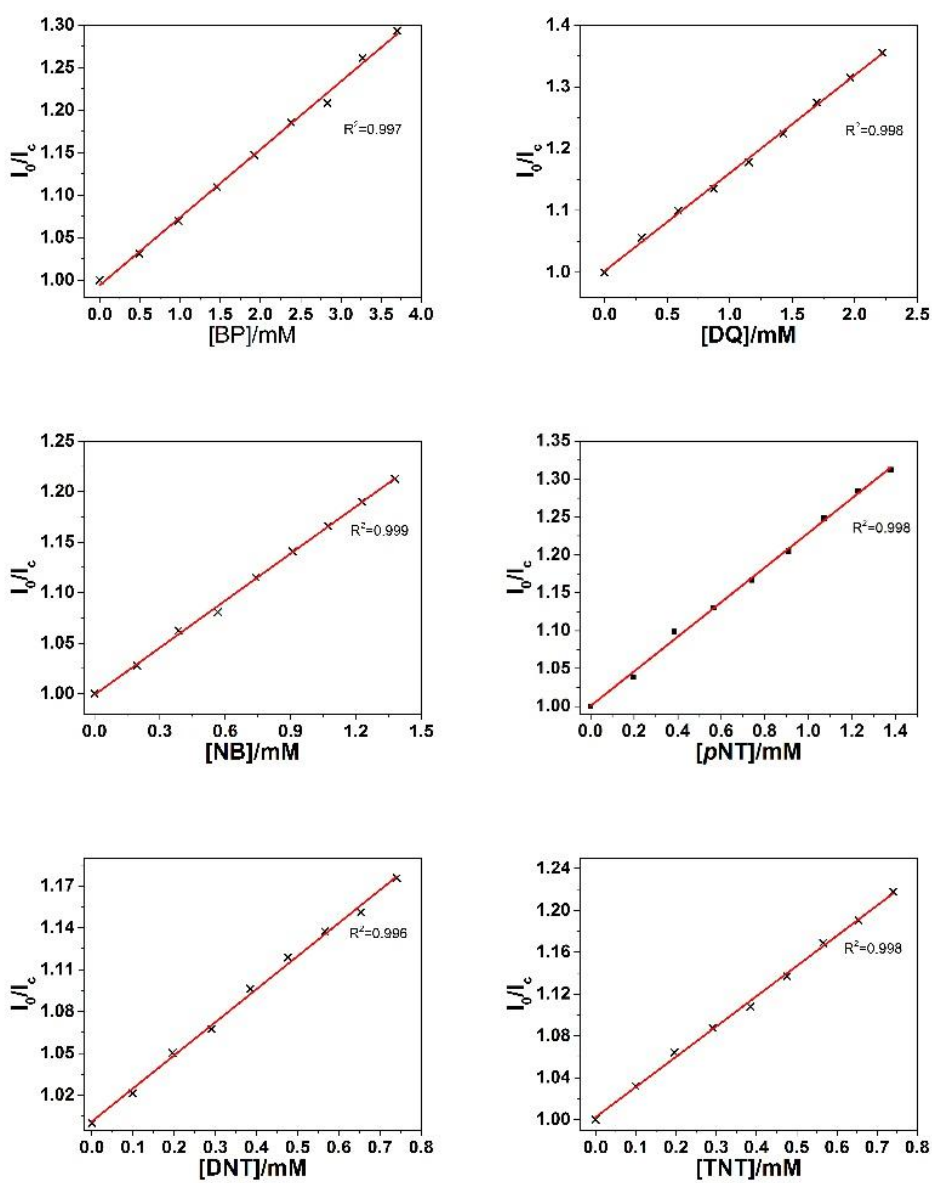 1.30
1.25
1.20
1.15
1.10
1.05
1.00
I0/Ic
R²=0.997
0.0 0.5 1.0 1.5 2.0 2.5 3.0 3.5 4.0
[BP]/mM
1.4
1.3
1.2
1.1
1.0
I0/Ic
R²=0.998
0.0 0.5 1.0 1.5 2.0 2.5
[DQ]/mM
1.25
1.20
1.15
1.10
1.05
1.00
I0/Ic
R²=0.999
0.0 0.3 0.6 0.9 1.2 1.5
[NB]/mM
1.35
1.30
1.25
1.20
1.15
1.10
1.05
1.00
I0/Ic
R²=0.998
0.0 0.2 0.4 0.6 0.8 1.0 1.2 1.4
[pNT]/mM
1.17
1.14
1.11
1.08
1.05
1.02
I0/Ic
R²=0.996
0.0 0.1 0.2 0.3 0.4 0.5 0.6 0.7 0.8
[DNT]/mM
1.24
1.20
1.16
1.12
1.08
1.04
1.00
I0/Ic
R²=0.998
0.0 0.1 0.2 0.3 0.4 0.5 0.6 0.7 0.8
[TNT]/mM